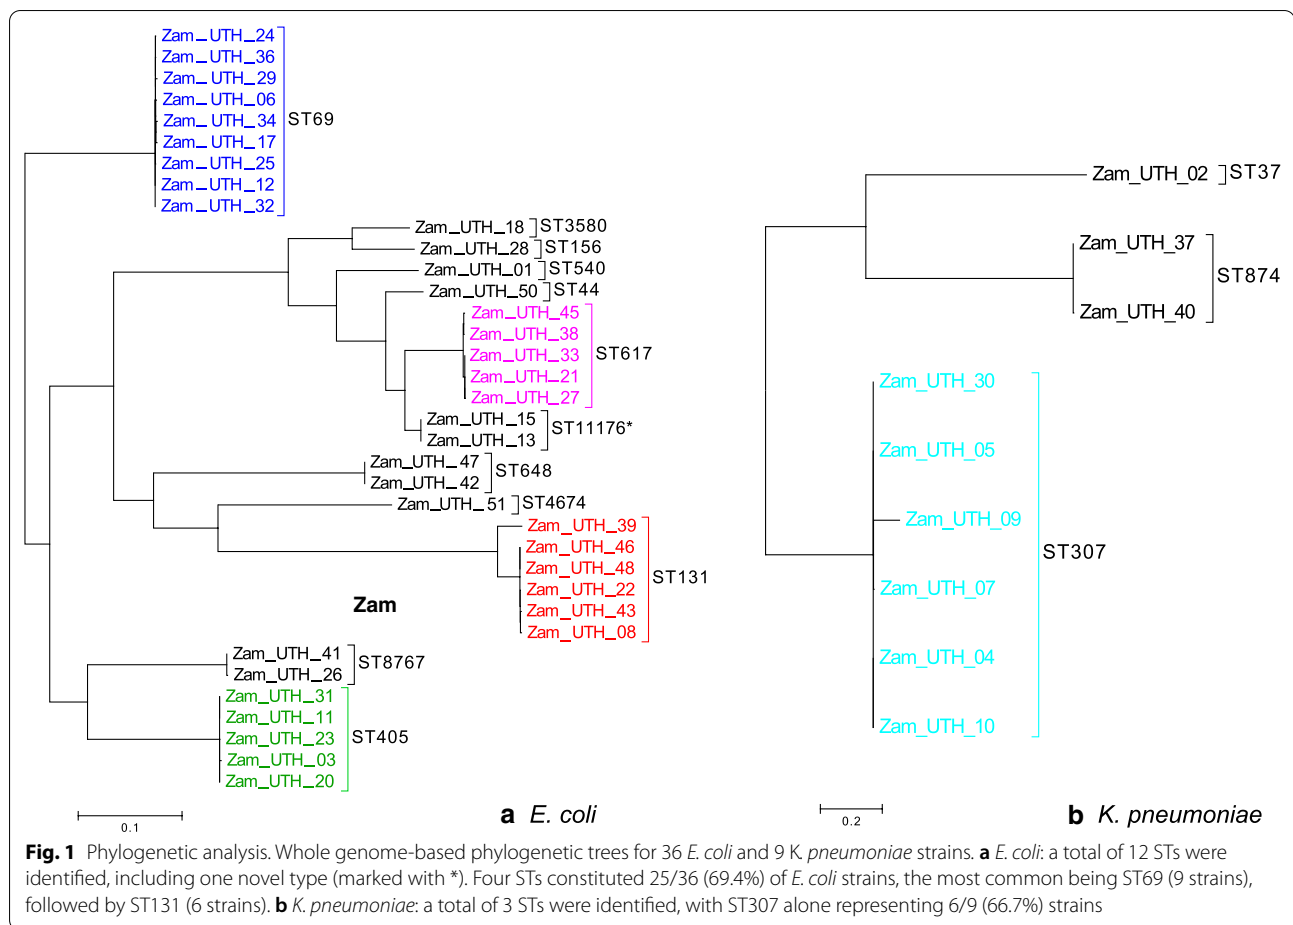 Zam_UTH_24
Zam_UTH_36
Zam_UTH_29
Zam_UTH_06
Zam_UTH_34
ST69
Zam_UTH_17
Zam_UTH_25
Zam_UTH_12
Zam_UTH_32
Zam_UTH_18 ST3580
Zam_UTH_28 ST156
Zam_UTH_01 ST540
Zam_UTH_50 ST44
Zam_UTH_45
Zam_UTH_38
Zam_UTH_33 ST617
Zam_UTH_21
Zam_UTH_27
Zam_UTH_15
ST11176*
Zam_UTH_13
Zam_UTH_47
ST648
Zam_UTH_42
Zam_UTH_51 ST4674
Zam_UTH_39
Zam_UTH_46
Zam_UTH_48
ST131
Zam_UTH_22
Zam_UTH_43
Zam_UTH_08
Zam
Zam_UTH_41
ST8767
Zam_UTH_26
Zam_UTH_31
Zam_UTH_11
Zam_UTH_23 ST405
Zam_UTH_03
Zam_UTH_20
0.1
a E. coli
Zam_UTH_02 ST37
Zam_UTH_37
ST874
Zam_UTH_40
Zam_UTH_30
Zam_UTH_05
Zam_UTH_09
ST307
Zam_UTH_07
Zam_UTH_04
Zam_UTH_10
0.2
b K. pneumoniae
Fig. 1 Phylogenetic analysis. Whole genome-based phylogenetic trees for 36 E. coli and 9 K. pneumoniae strains. a E. coli: a total of 12 STs were
identified, including one novel type (marked with *). Four STs constituted 25/36 (69.4%) of E. coli strains, the most common being ST69 (9 strains),
followed by ST131 (6 strains). b K. pneumoniae: a total of 3 STs were identified, with ST307 alone representing 6/9 (66.7%) strains